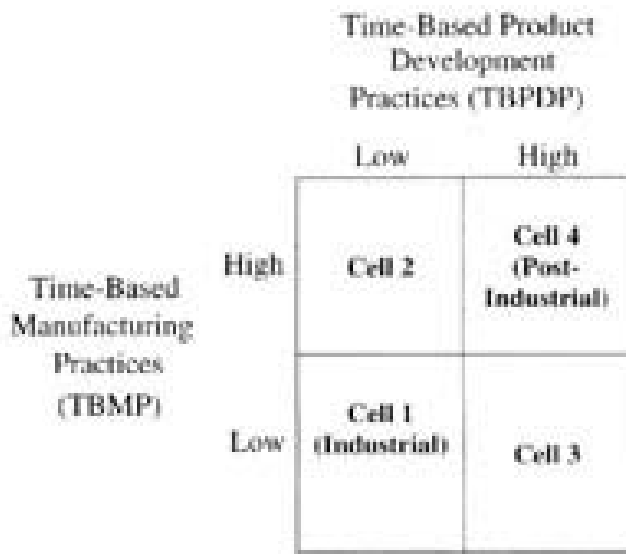 Time-Based Product
Development
Practices (TBPDP)
Low High
High
Cell 2
Cell 4
(Post-
Industrial)
Time-Based
Manufacturing
Practices
(TBMP)
Low
Cell 1
(Industrial)
Cell 3